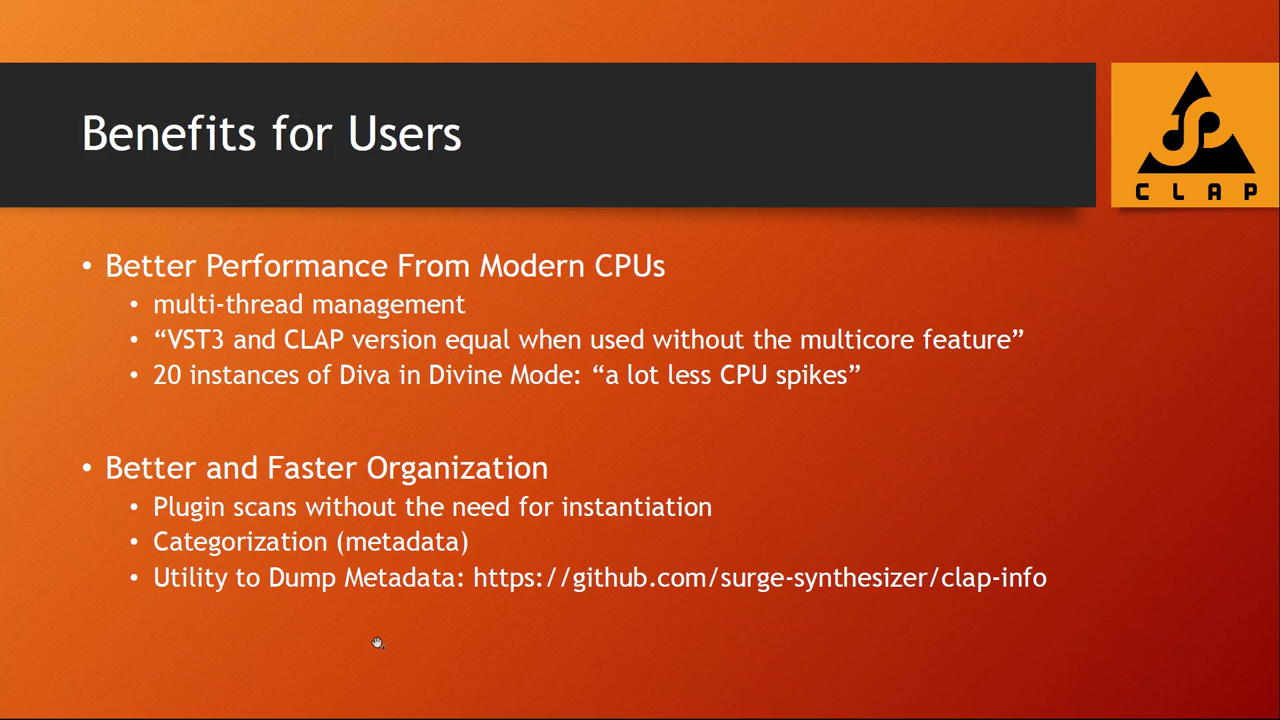 Benefits for Users
CLAP
• Better Performance From Modern CPUs
• multi-thread management
• “VST3 and CLAP version equal when used without the multicore feature”
• 20 instances of Diva in Divine Mode: “a lot less CPU spikes”
• Better and Faster Organization
• Plugin scans without the need for instantiation
• Categorization (metadata)
• Utility to Dump Metadata: https://github.com/surge-synthesizer/clap-info